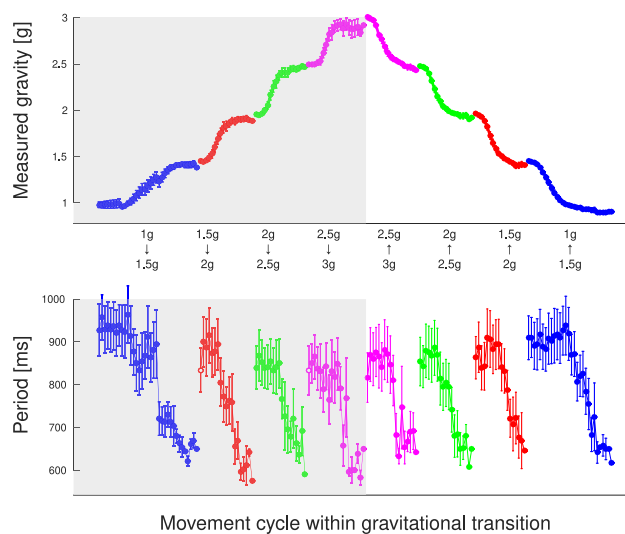 Measured gravity [g]
3
2.5
2
1.5
1
1g 1.5g 2g 2.5g 2.5g 2g 1.5g 1g
↓ ↓ ↓ ↓ ↑ ↑ ↑ ↑
1.5g 2g 2.5g 3g 3g 2.5g 2g 1.5g
Period [ms]
1000
900
800
700
600
Movement cycle within gravitational transition